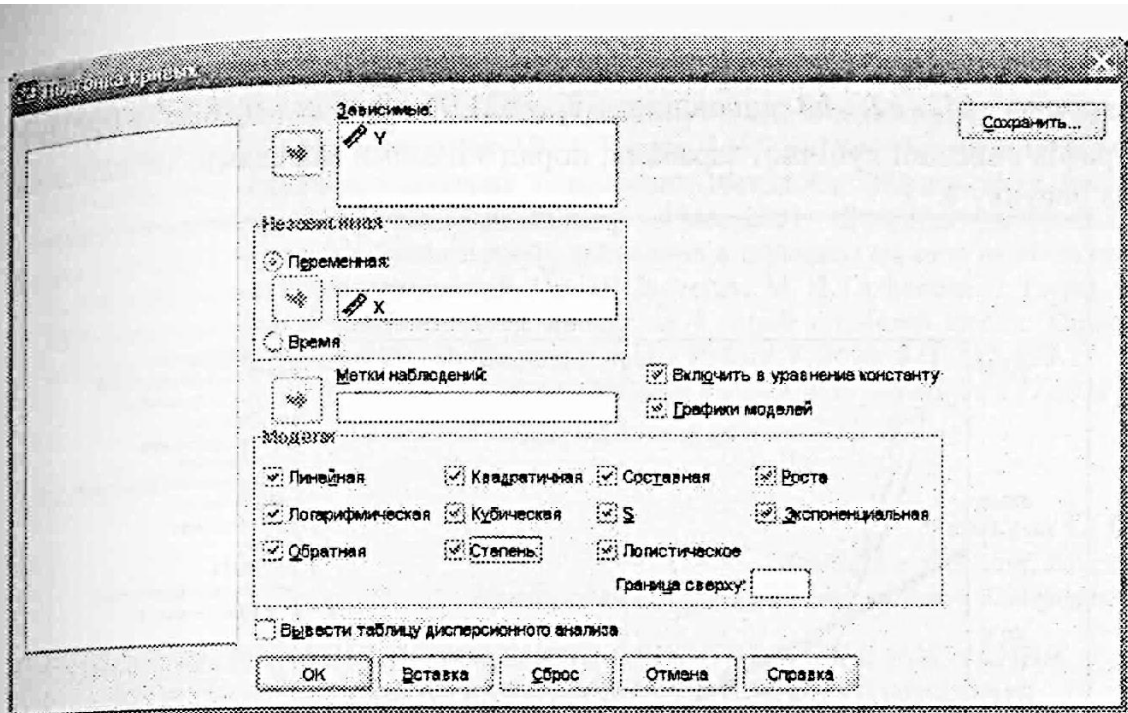 Подгонка кривых
Зависимые:
Y
Сохранить...
Независимая
Переменная:
X
Время
Метки наблюдений:
Включить в уравнение константу
Графики моделей
Модели
Линейная Квадратичная Составная Роста
Логарифмическая Кубическая S Экспоненциальная
Обратная Степень Логистическое
Граница сверху:
Вывести таблицу дисперсионного анализа
ОК Вставка Сброс Отмена Справка